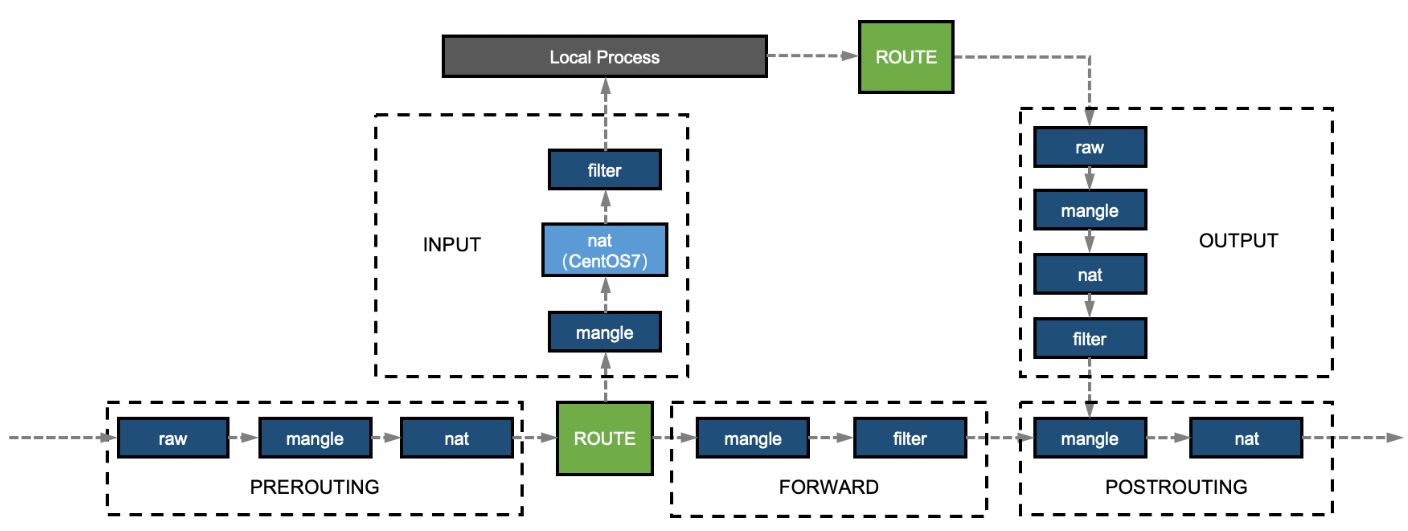 Local Process
ROUTE
filter
nat
（CentOS7）
mangle
INPUT
raw
mangle
nat
filter
OUTPUT
raw
mangle
nat
PREROUTING
ROUTE
mangle
filter
FORWARD
mangle
nat
POSTROUTING